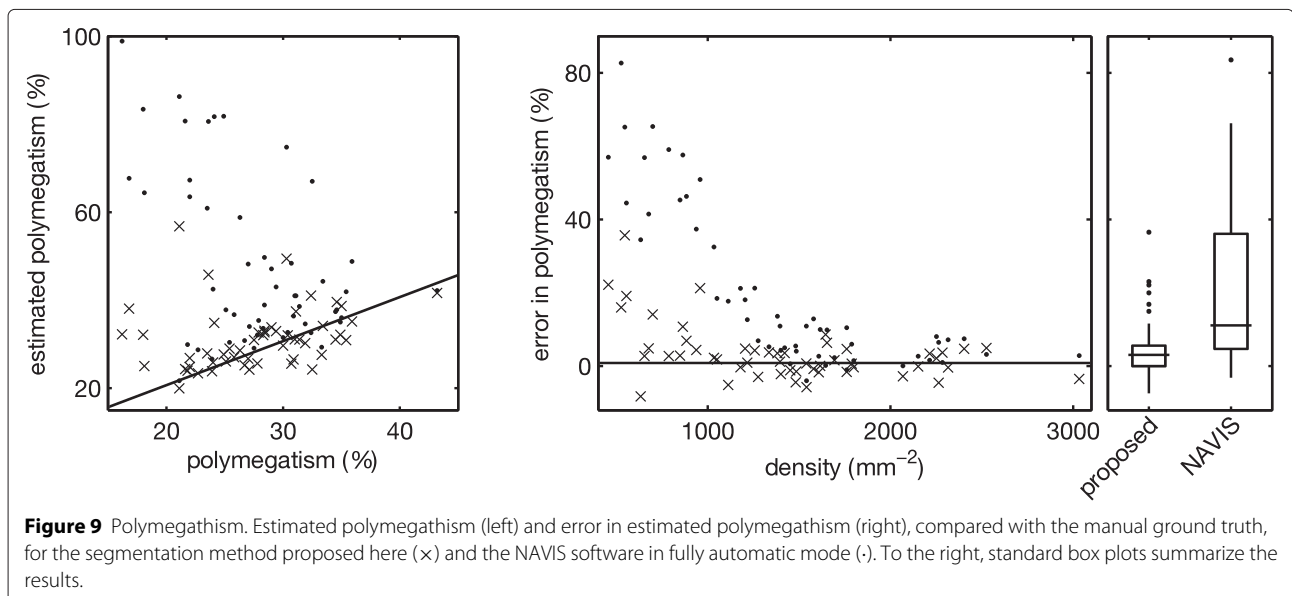 100
60
20
20
30
40
estimated polymegatism (%)
polymegatism (%)
80
40
0
1000
2000
3000
error in polymegatism (%)
density (mm⁻²)
proposed
NAVIS
Figure 9 Polymegathism. Estimated polymegathism (left) and error in estimated polymegathism (right), compared with the manual ground truth,
for the segmentation method proposed here (×) and the NAVIS software in fully automatic mode (·). To the right, standard box plots summarize the
results.